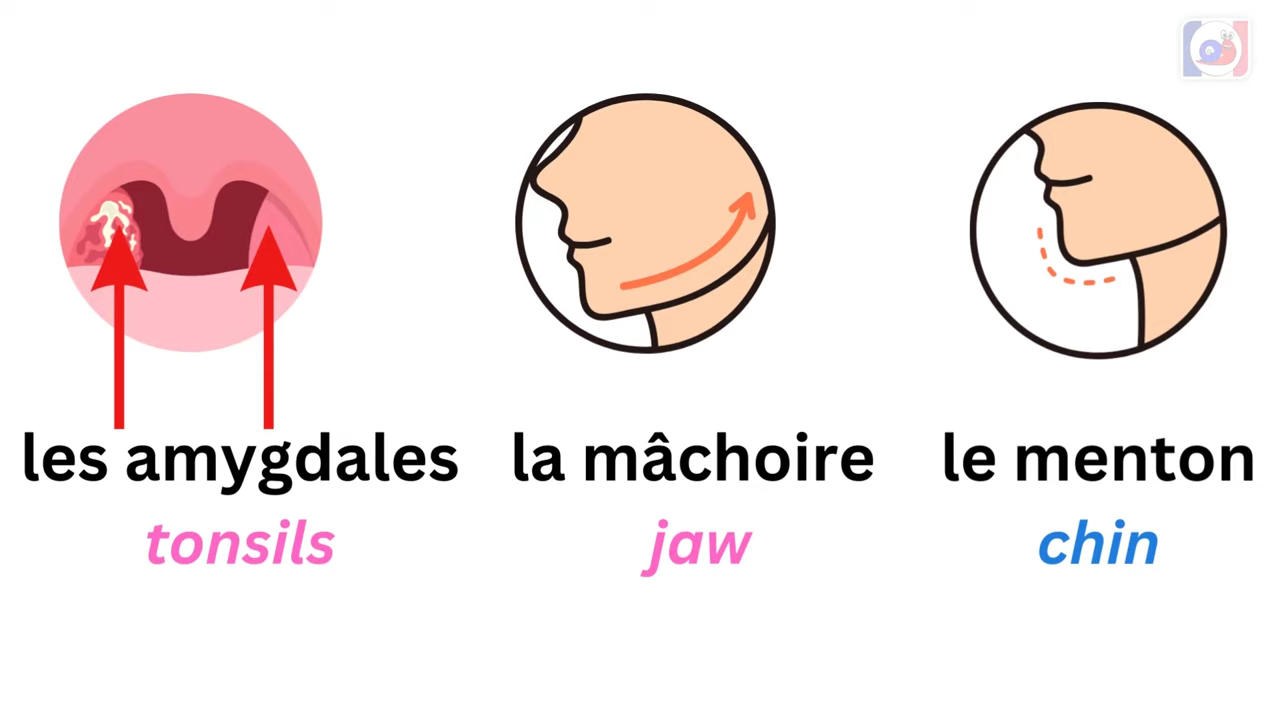 les amygdales
tonsils
la mâchoire
jaw
le menton
chin